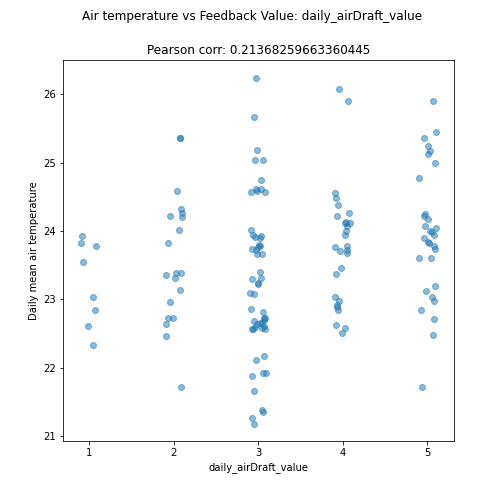 Air temperature vs Feedback Value: daily_airDraft_value
Pearson corr: 0.21368259663360445
26
25
24
23
22
21
Daily mean air temperature
1 2 3 4 5
daily_airDraft_value